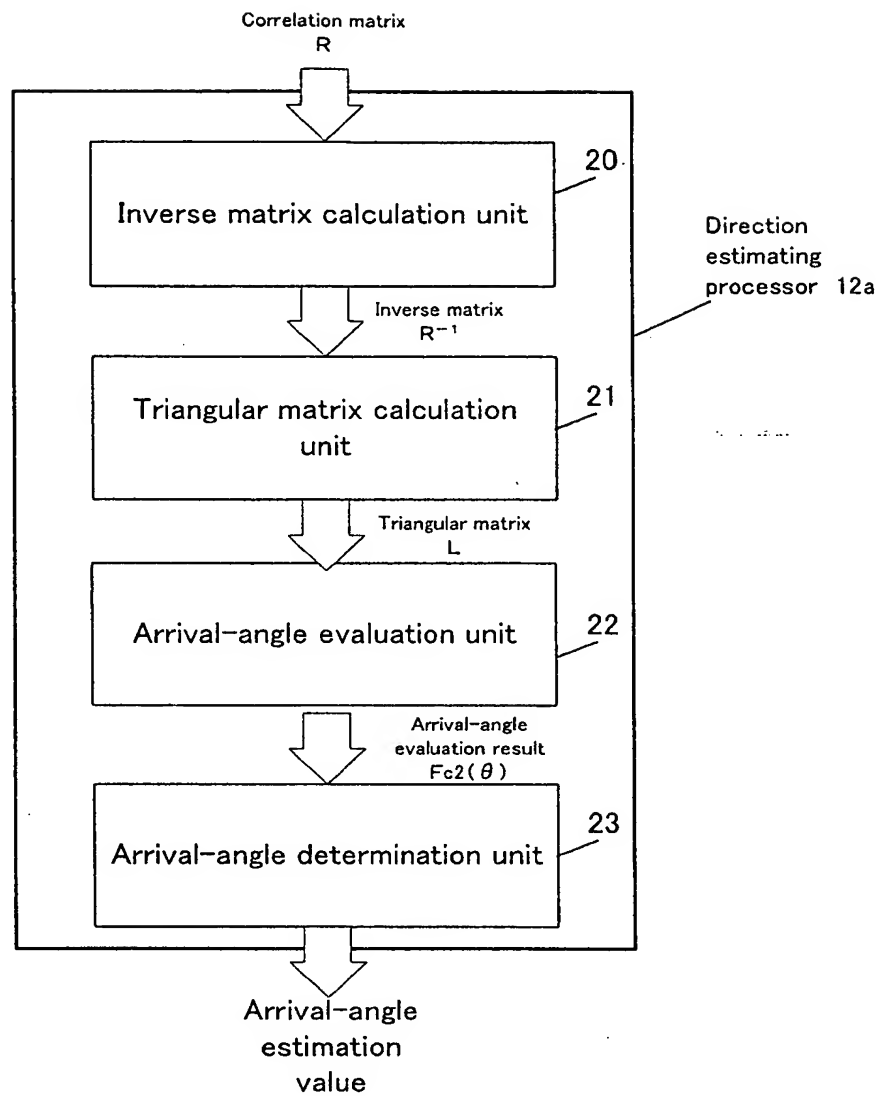 Correlation matrix
R
20
Inverse matrix calculation unit
Direction
estimating
processor 12a
Inverse matrix
R⁻¹
21
Triangular matrix calculation
unit
Triangular matrix
L
Arrival-angle evaluation unit
22
Arrival-angle
evaluation result
Fc2(θ)
23
Arrival-angle determination unit
Arrival-angle
estimation
value